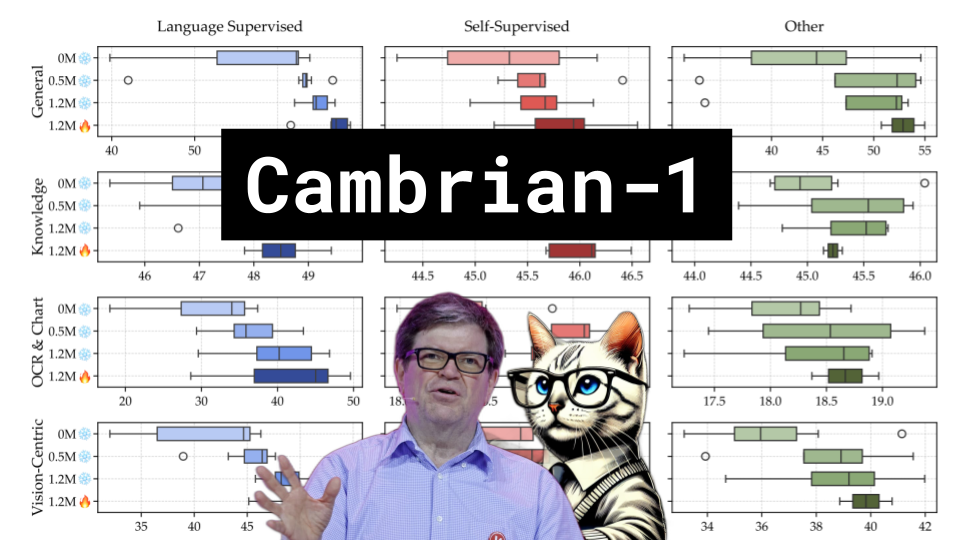 Language Supervised
Self-Supervised
Other
General
0M
0.5M
1.2M
1.2M
40
50
40
45
50
55
Cambrian-1
Knowledge
0M
0.5M
1.2M
1.2M
46
47
48
49
44.5
45.0
45.5
46.0
46.5
44.0
44.5
45.0
45.5
46.0
OCR & Chart
0M
0.5M
1.2M
1.2M
20
30
40
50
17.5
18.0
18.5
19.0
Vision-Centric
0M
0.5M
1.2M
1.2M
35
40
45
34
36
38
40
42